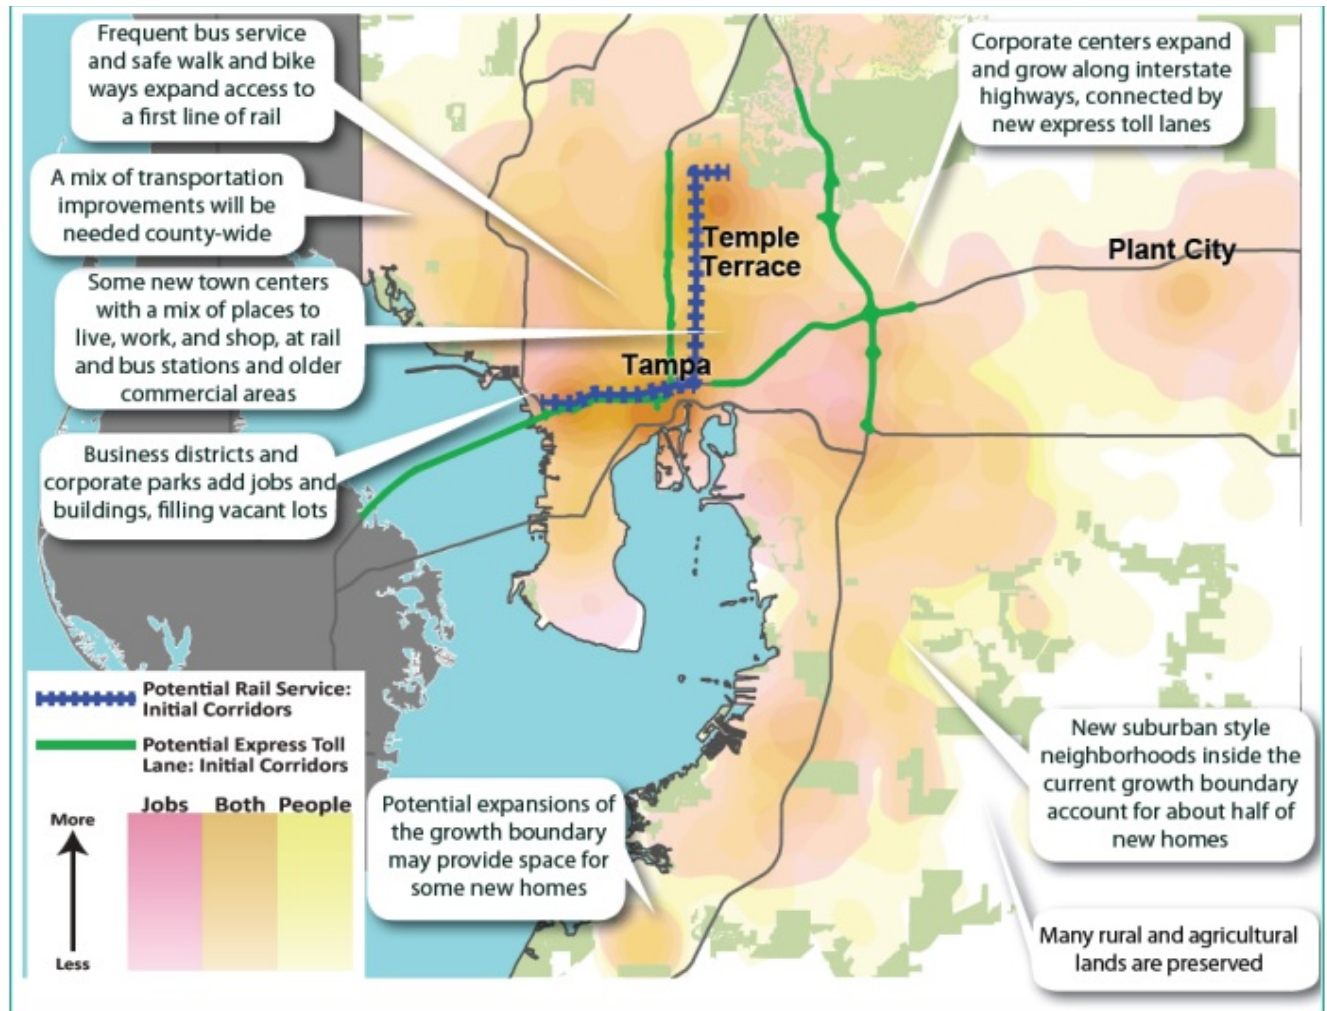 Frequent bus service
and safe walk and bike
ways expand access to
a first line of rail
Corporate centers expand
and grow along interstate
highways, connected by
new express toll lanes
A mix of transportation
improvements will be
needed county-wide
Temple
Terrace
Plant City
Some new town centers
with a mix of places to
live, work, and shop, at rail
and bus stations and older
commercial areas
Tampa
Business districts and
corporate parks add jobs and
buildings, filling vacant lots
Potential Rail Service:
Initial Corridors
Potential Express Toll
Lane: Initial Corridors
Jobs Both People
More
Less
Potential expansions of
the growth boundary
may provide space for
some new homes
New suburban style
neighborhoods inside the
current growth boundary
account for about half of
new homes
Many rural and agricultural
lands are preserved